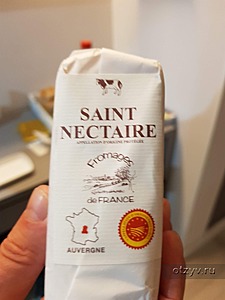 SAINT
NECTAIRE
APPELLATION D'ORIGINE PROTÉGÉE
Fromages
de FRANCE
AUVERGNE
otzyv.ru